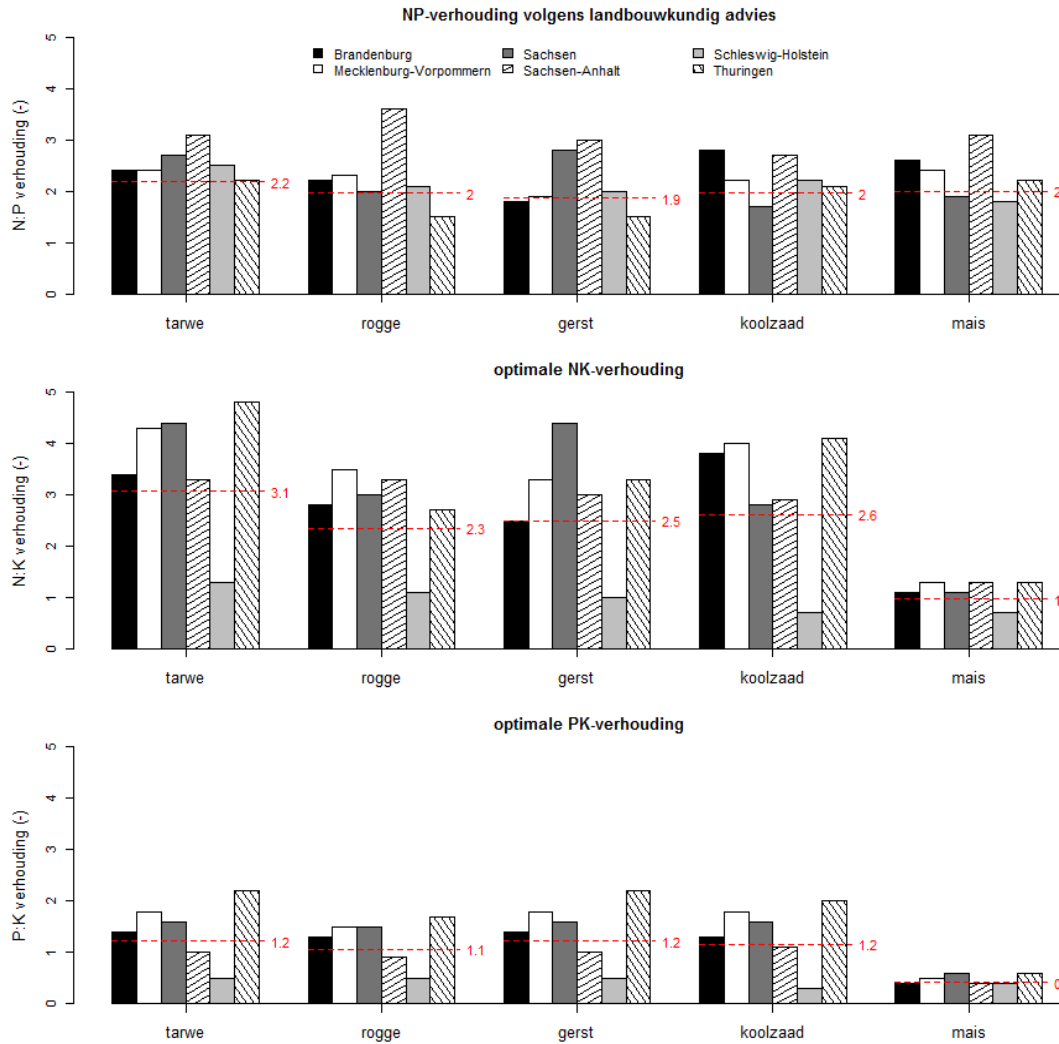 NP-verhouding volgens landbouwkundig advies
5
4
3
2
1
0
N:P verhouding (-)
Brandenburg Sachsen Schleswig-Holstein
Mecklenburg-Vorpommern Sachsen-Anhalt Thuringen
2.2 2 1.9 2 2
tarwe rogge gerst koolzaad mais
optimale NK-verhouding
5
4
3
2
1
0
N:K verhouding (-)
3.1 2.3 2.5 2.6 1
tarwe rogge gerst koolzaad mais
optimale PK-verhouding
5
4
3
2
1
0
P:K verhouding (-)
1.2 1.1 1.2 1.2 0
tarwe rogge gerst koolzaad mais